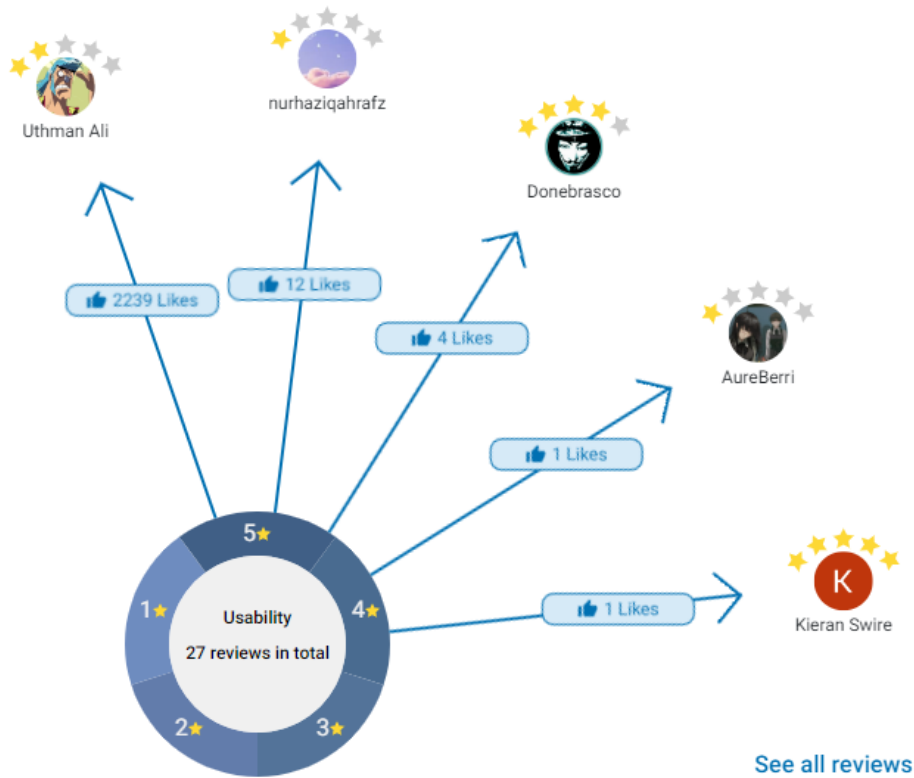 Uthman Ali
nurhaziqahrafz
Donebrasco
2239 Likes
12 Likes
4 Likes
AureBerri
1 Likes
5
1
4
Usability
27 reviews in total
2
3
K
1 Likes
Kieran Swire
See all reviews